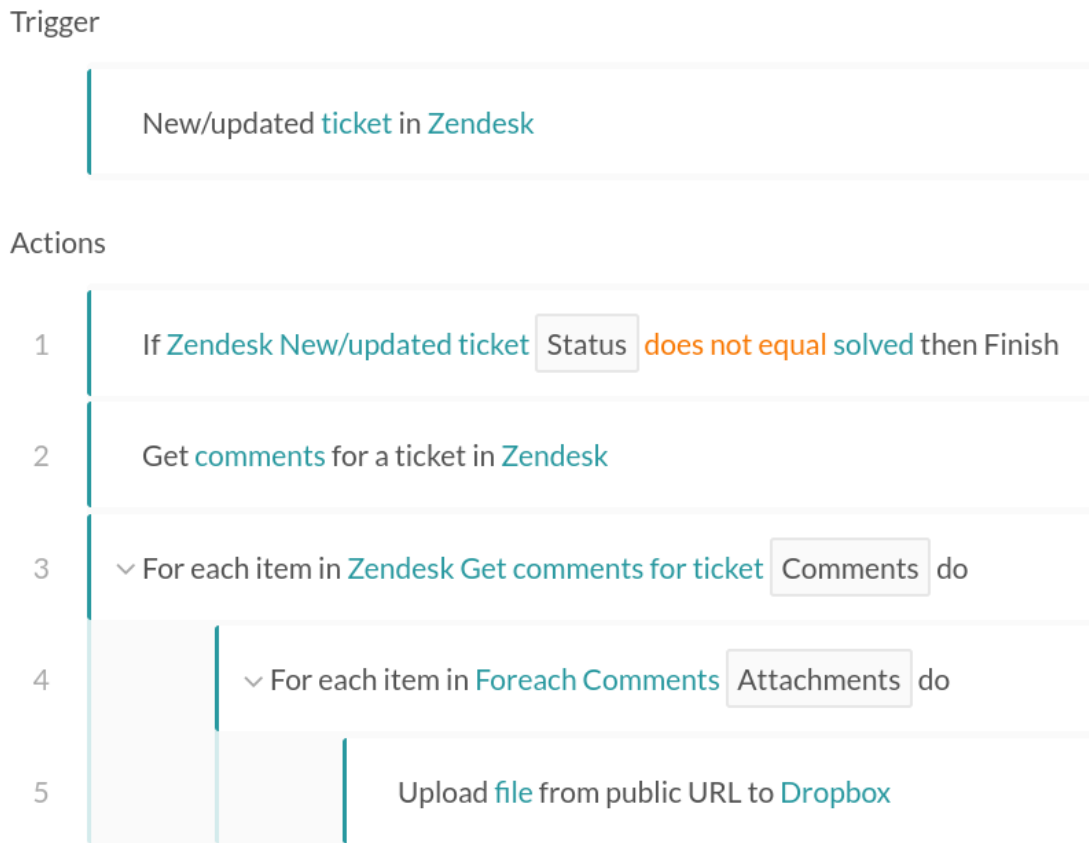 Trigger
New/updated ticket in Zendesk
Actions
1 If Zendesk New/updated ticket Status does not equal solved then Finish
2 Get comments for a ticket in Zendesk
3 For each item in Zendesk Get comments for ticket Comments do
4 For each item in Foreach Comments Attachments do
5 Upload file from public URL to Dropbox